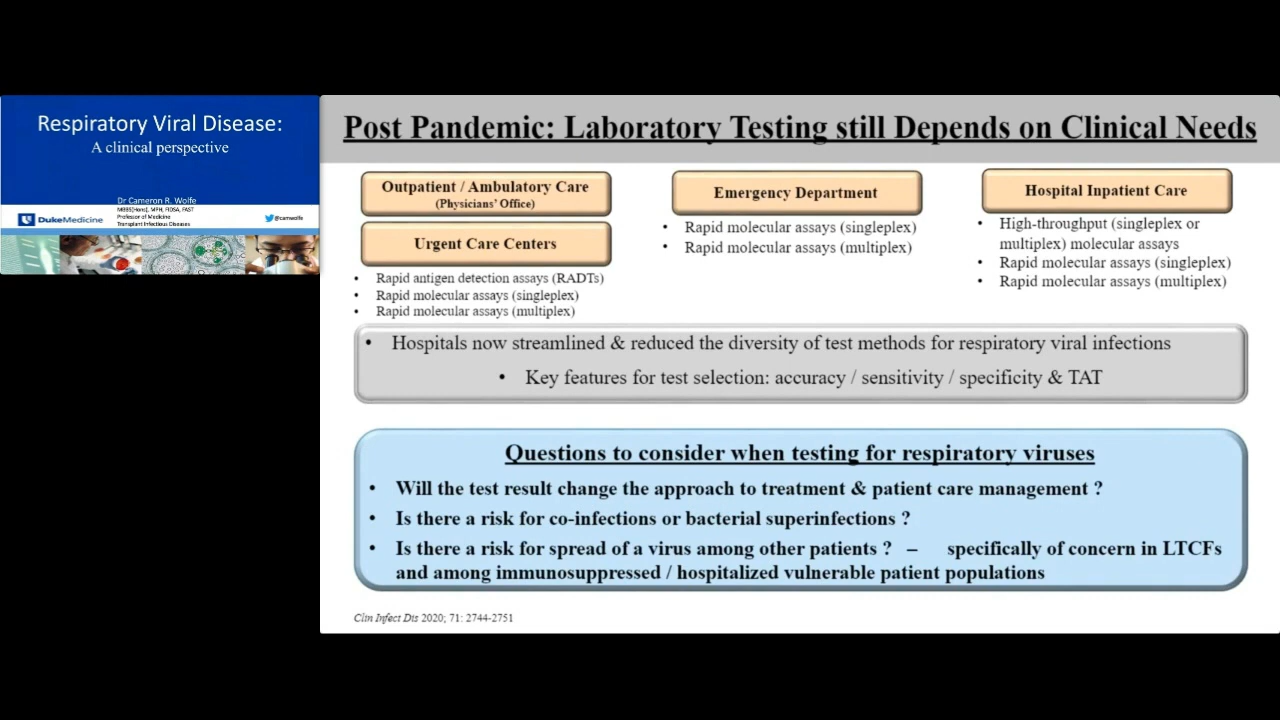 Respiratory Viral Disease:
A clinical perspective
Dr Cameron R. Wolfe
MBBS(Hons), MPH, FIDSA, FAST
Professor of Medicine
Transplant Infectious Diseases
DukeMedicine
@camwolfe
Post Pandemic: Laboratory Testing still Depends on Clinical Needs
Outpatient / Ambulatory Care
(Physicians' Office)
Urgent Care Centers
• Rapid antigen detection assays (RADTs)
• Rapid molecular assays (singleplex)
• Rapid molecular assays (multiplex)
Emergency Department
• Rapid molecular assays (singleplex)
• Rapid molecular assays (multiplex)
Hospital Inpatient Care
• High-throughput (singleplex or
multiplex) molecular assays
• Rapid molecular assays (singleplex)
• Rapid molecular assays (multiplex)
• Hospitals now streamlined & reduced the diversity of test methods for respiratory viral infections
• Key features for test selection: accuracy / sensitivity / specificity & TAT
Questions to consider when testing for respiratory viruses
• Will the test result change the approach to treatment & patient care management ?
• Is there a risk for co-infections or bacterial superinfections ?
• Is there a risk for spread of a virus among other patients ? – specifically of concern in LTCFs
and among immunosuppressed / hospitalized vulnerable patient populations
Clin Infect Dis 2020; 71: 2744-2751